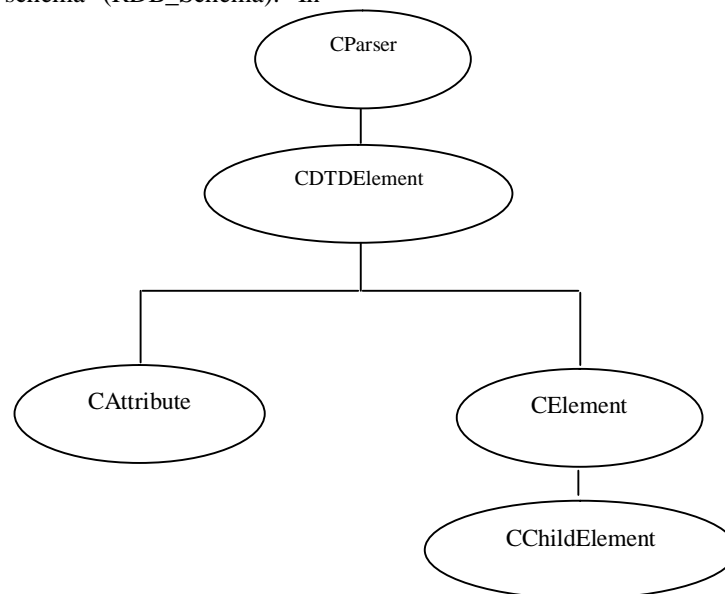 schema (RDB_Schema). In
CParser
CDTDElement
CAttribute
CElement
CChildElement